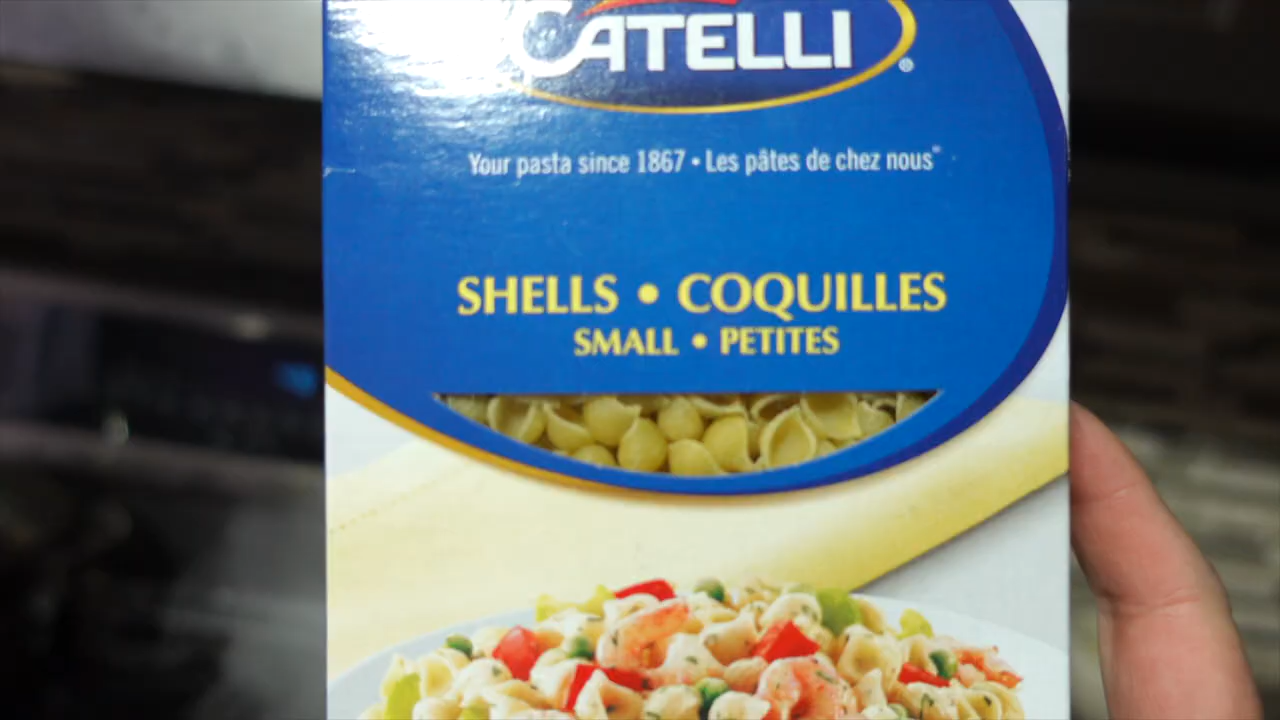 CATELLI®
Your pasta since 1867 • Les pâtes de chez nous
SHELLS • COQUILLES
SMALL • PETITES